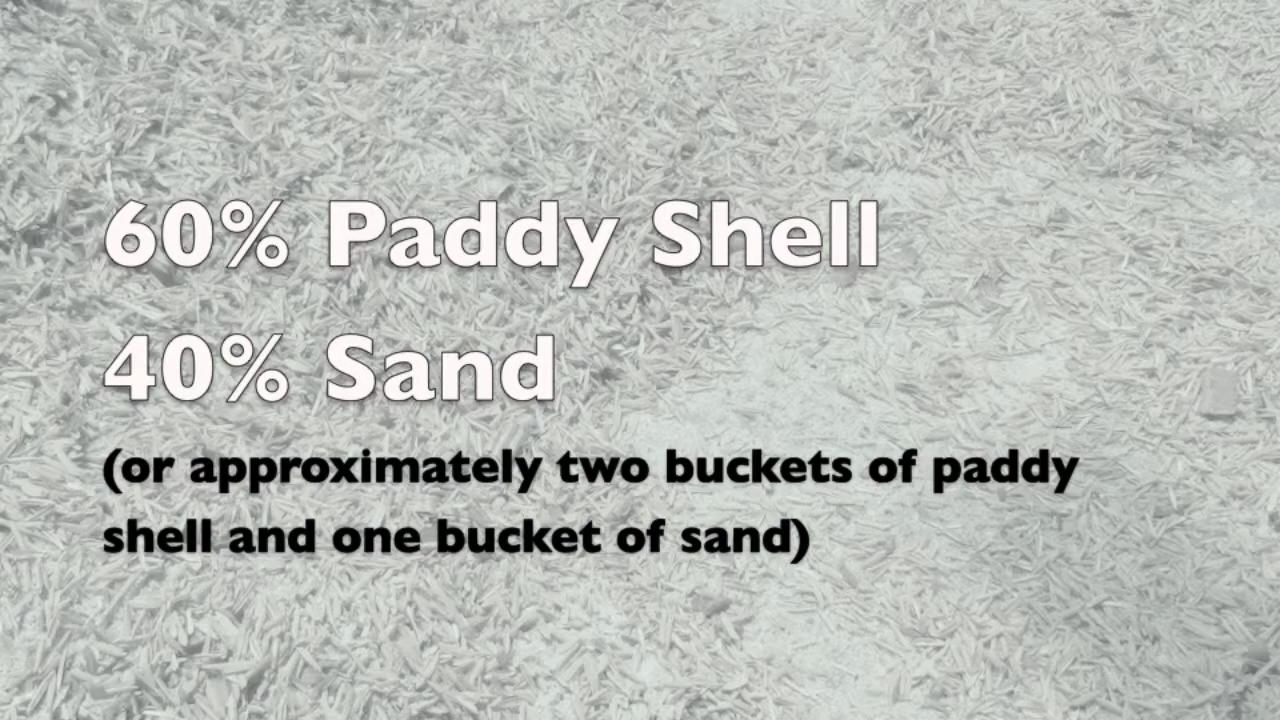 60% Paddy Shell
40% Sand
(or approximately two buckets of paddy
shell and one bucket of sand)